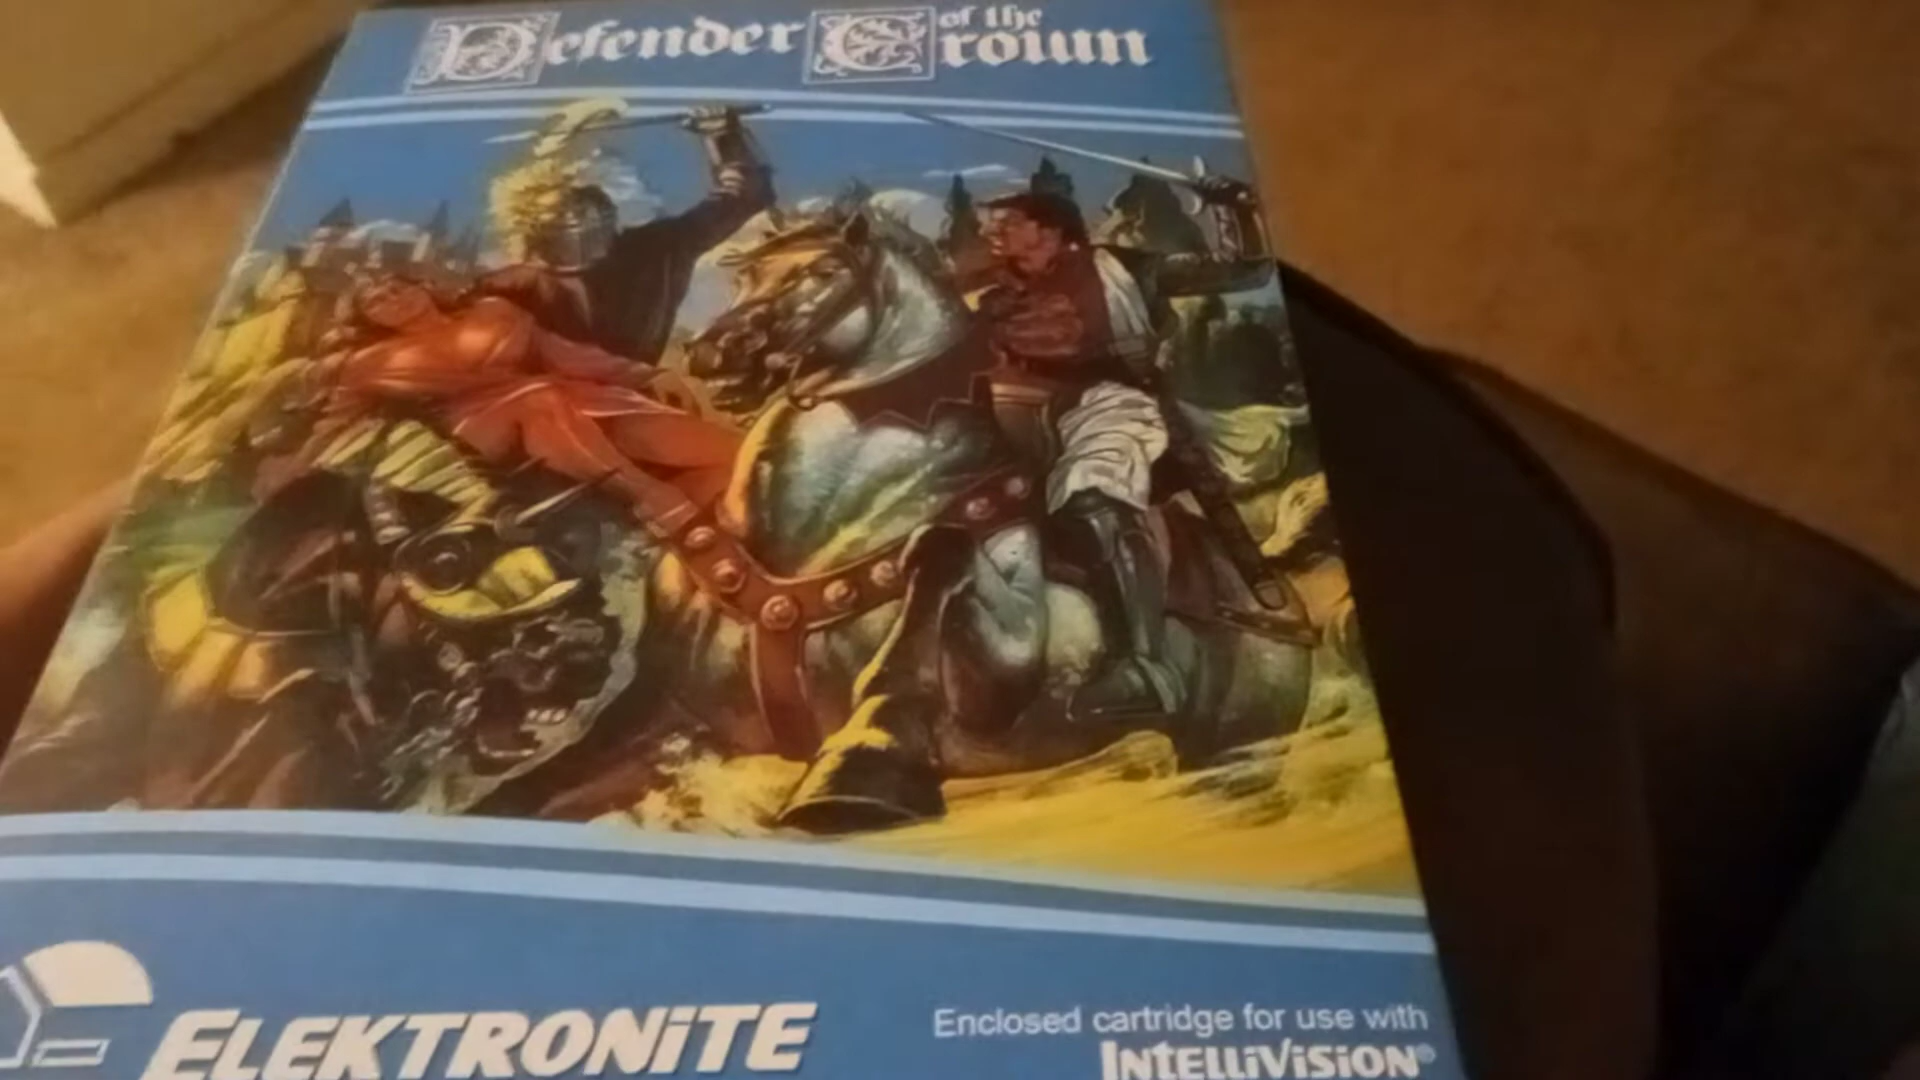 Defender of the Crown
ELEKTRONiTE
Enclosed cartridge for use with
INTELLiViSiON®